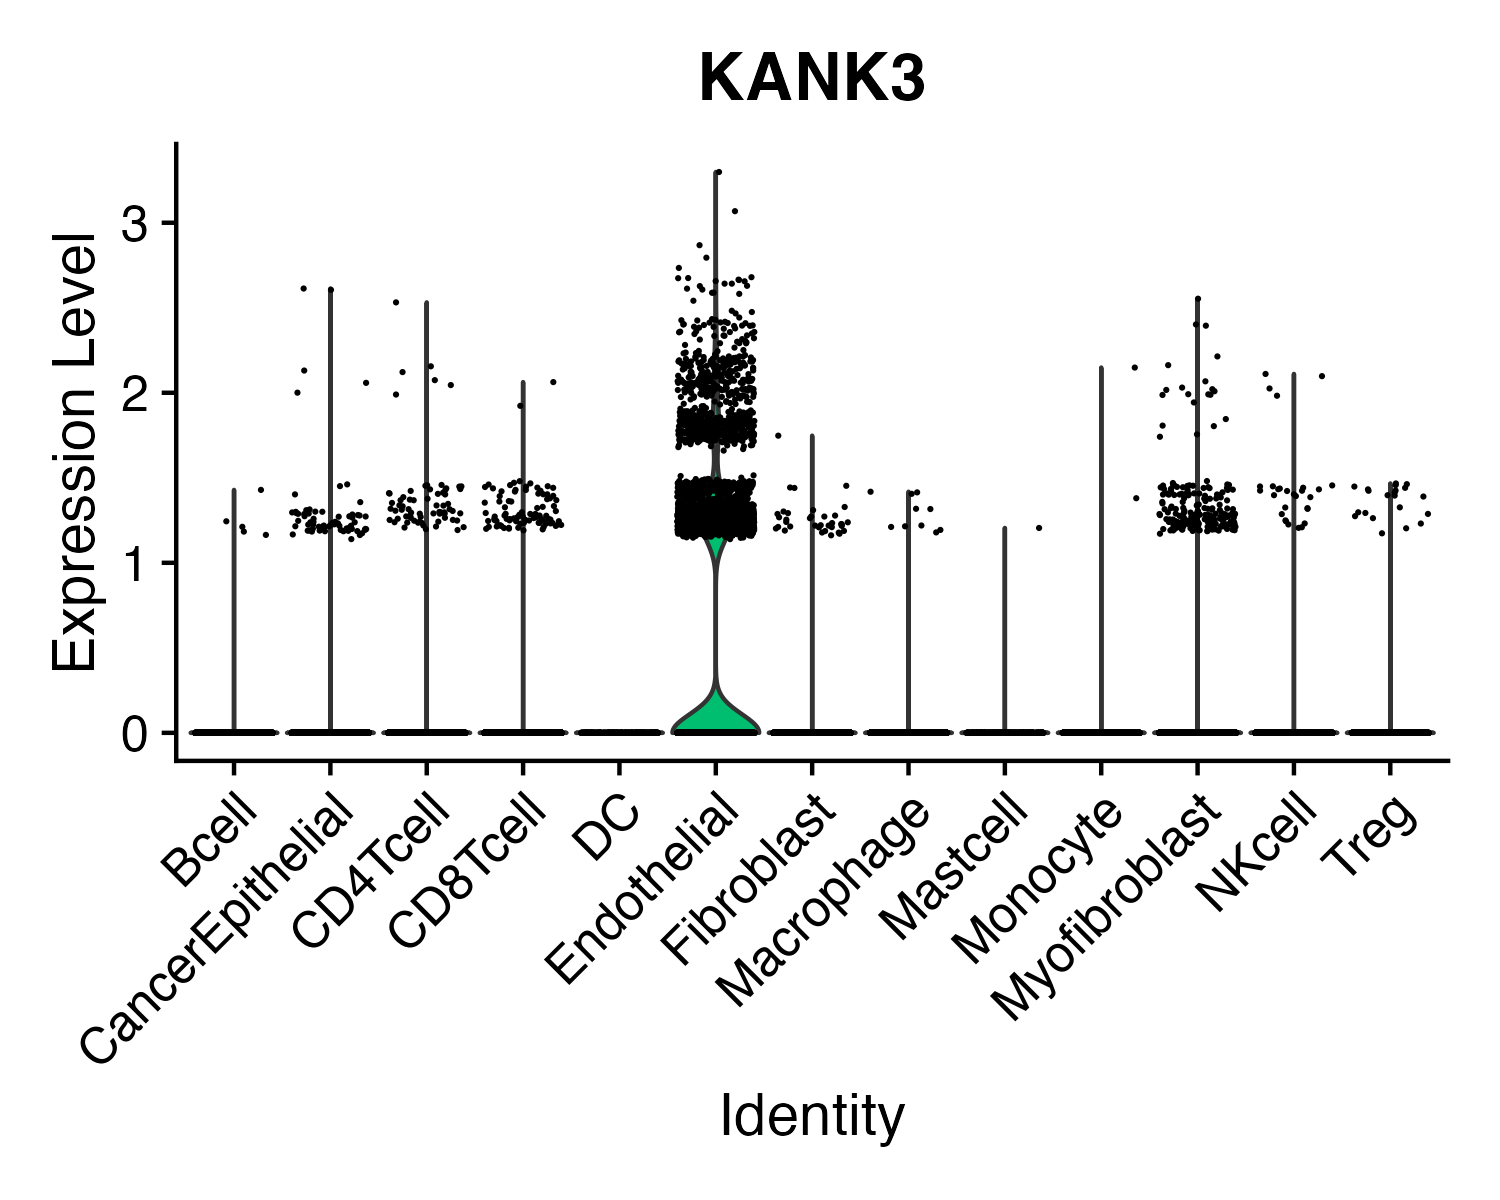 KANK3
Expression Level
3
2
1
0
Bcell
CancerEpithelial
CD4Tcell
CD8Tcell
DC
Endothelial
Fibroblast
Macrophage
Mastcell
Monocyte
Myofibroblast
NKcell
Treg
Identity